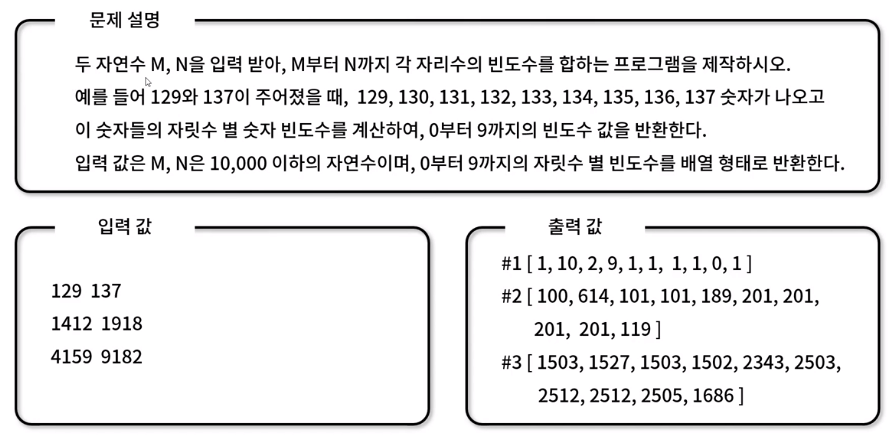 문제 설명
두 자연수 M, N을 입력 받아, M부터 N까지 각 자리수의 빈도수를 합하는 프로그램을 제작하시오.
예를 들어 129와 137이 주어졌을 때, 129, 130, 131, 132, 133, 134, 135, 136, 137 숫자가 나오고
이 숫자들의 자릿수 별 숫자 빈도수를 계산하여, 0부터 9까지의 빈도수 값을 반환한다.
입력 값은 M, N은 10,000 이하의 자연수이며, 0부터 9까지의 자릿수 별 빈도수를 배열 형태로 반환한다.
입력 값
129 137
1412 1918
4159 9182
출력 값
#1 [ 1, 10, 2, 9, 1, 1, 1, 1, 0, 1 ]
#2 [ 100, 614, 101, 101, 189, 201, 201,
201, 201, 119 ]
#3 [ 1503, 1527, 1503, 1502, 2343, 2503,
2512, 2512, 2505, 1686 ]